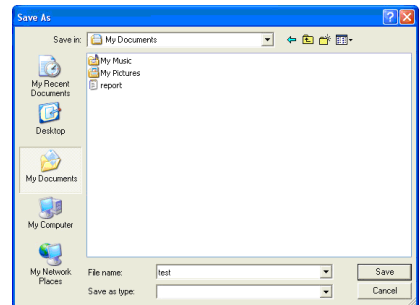 Save As
Save in: My Documents
My Recent
Documents
Desktop
My Documents
My Computer
My Network
Places
My Music
My Pictures
report
File name: test Save
Save as type: Cancel